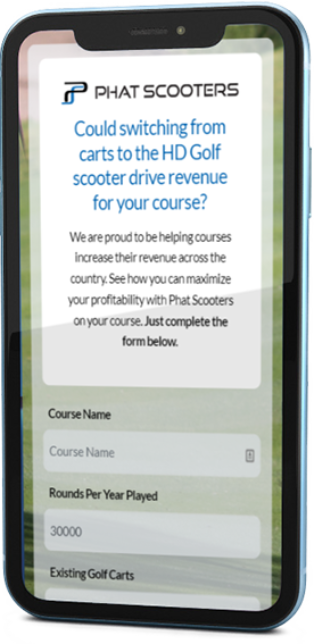 PHAT SCOOTERS
Could switching from
carts to the HD Golf
scooter drive revenue
for your course?
We are proud to be helping courses
increase their revenue across the
country. See how you can maximize
your profitability with Phat Scooters
on your course. Just complete the
form below.
Course Name
Course Name
Rounds Per Year Played
30000
Existing Golf Carts